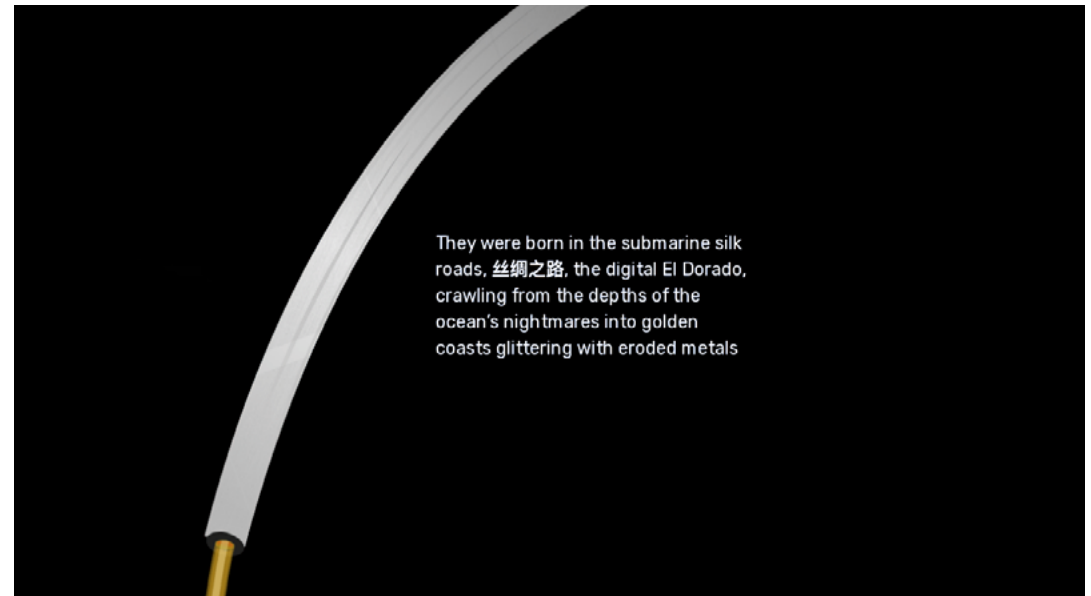 They were born in the submarine silk
roads, 丝绸之路, the digital El Dorado,
crawling from the depths of the
ocean's nightmares into golden
coasts glittering with eroded metals